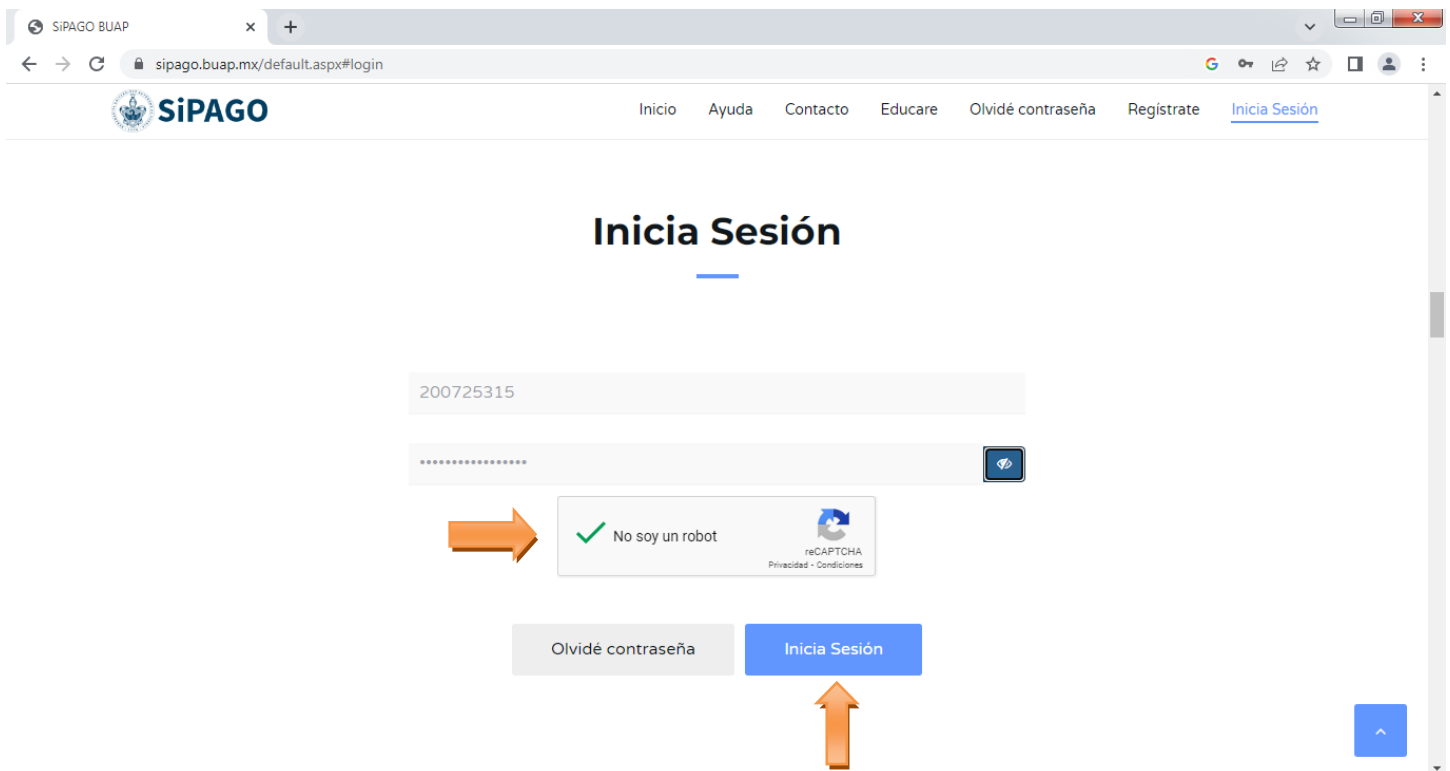 SiPAGO BUAP
sipago.buap.mx/default.aspx#login
SiPAGO
Inicio Ayuda Contacto Educare Olvidé contraseña Regístrate Inicia Sesión
Inicia Sesión
200725315
•••••••••••••••••
No soy un robot
reCAPTCHA
Privacidad - Condiciones
Olvidé contraseña Inicia Sesión